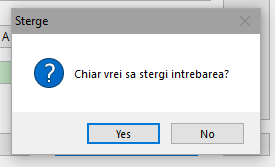 Sterge
A
Chiar vrei sa stergi intrebarea?
Yes
No